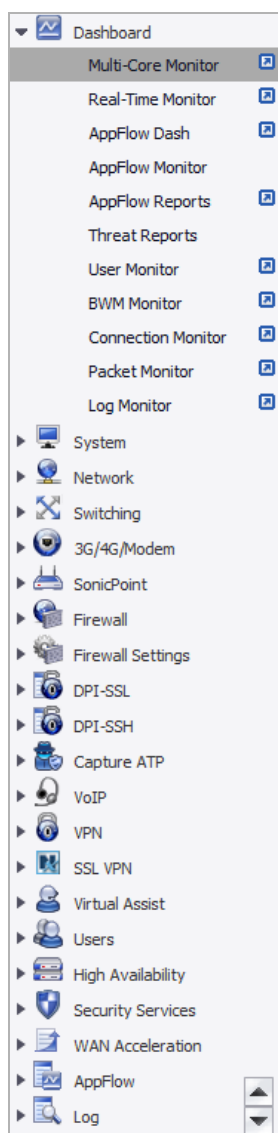 Dashboard
Multi-Core Monitor
Real-Time Monitor
AppFlow Dash
AppFlow Monitor
AppFlow Reports
Threat Reports
User Monitor
BWM Monitor
Connection Monitor
Packet Monitor
Log Monitor
System
Network
Switching
3G/4G/Modem
SonicPoint
Firewall
Firewall Settings
DPI-SSL
DPI-SSH
Capture ATP
VoIP
VPN
SSL VPN
Virtual Assist
Users
High Availability
Security Services
WAN Acceleration
AppFlow
Log